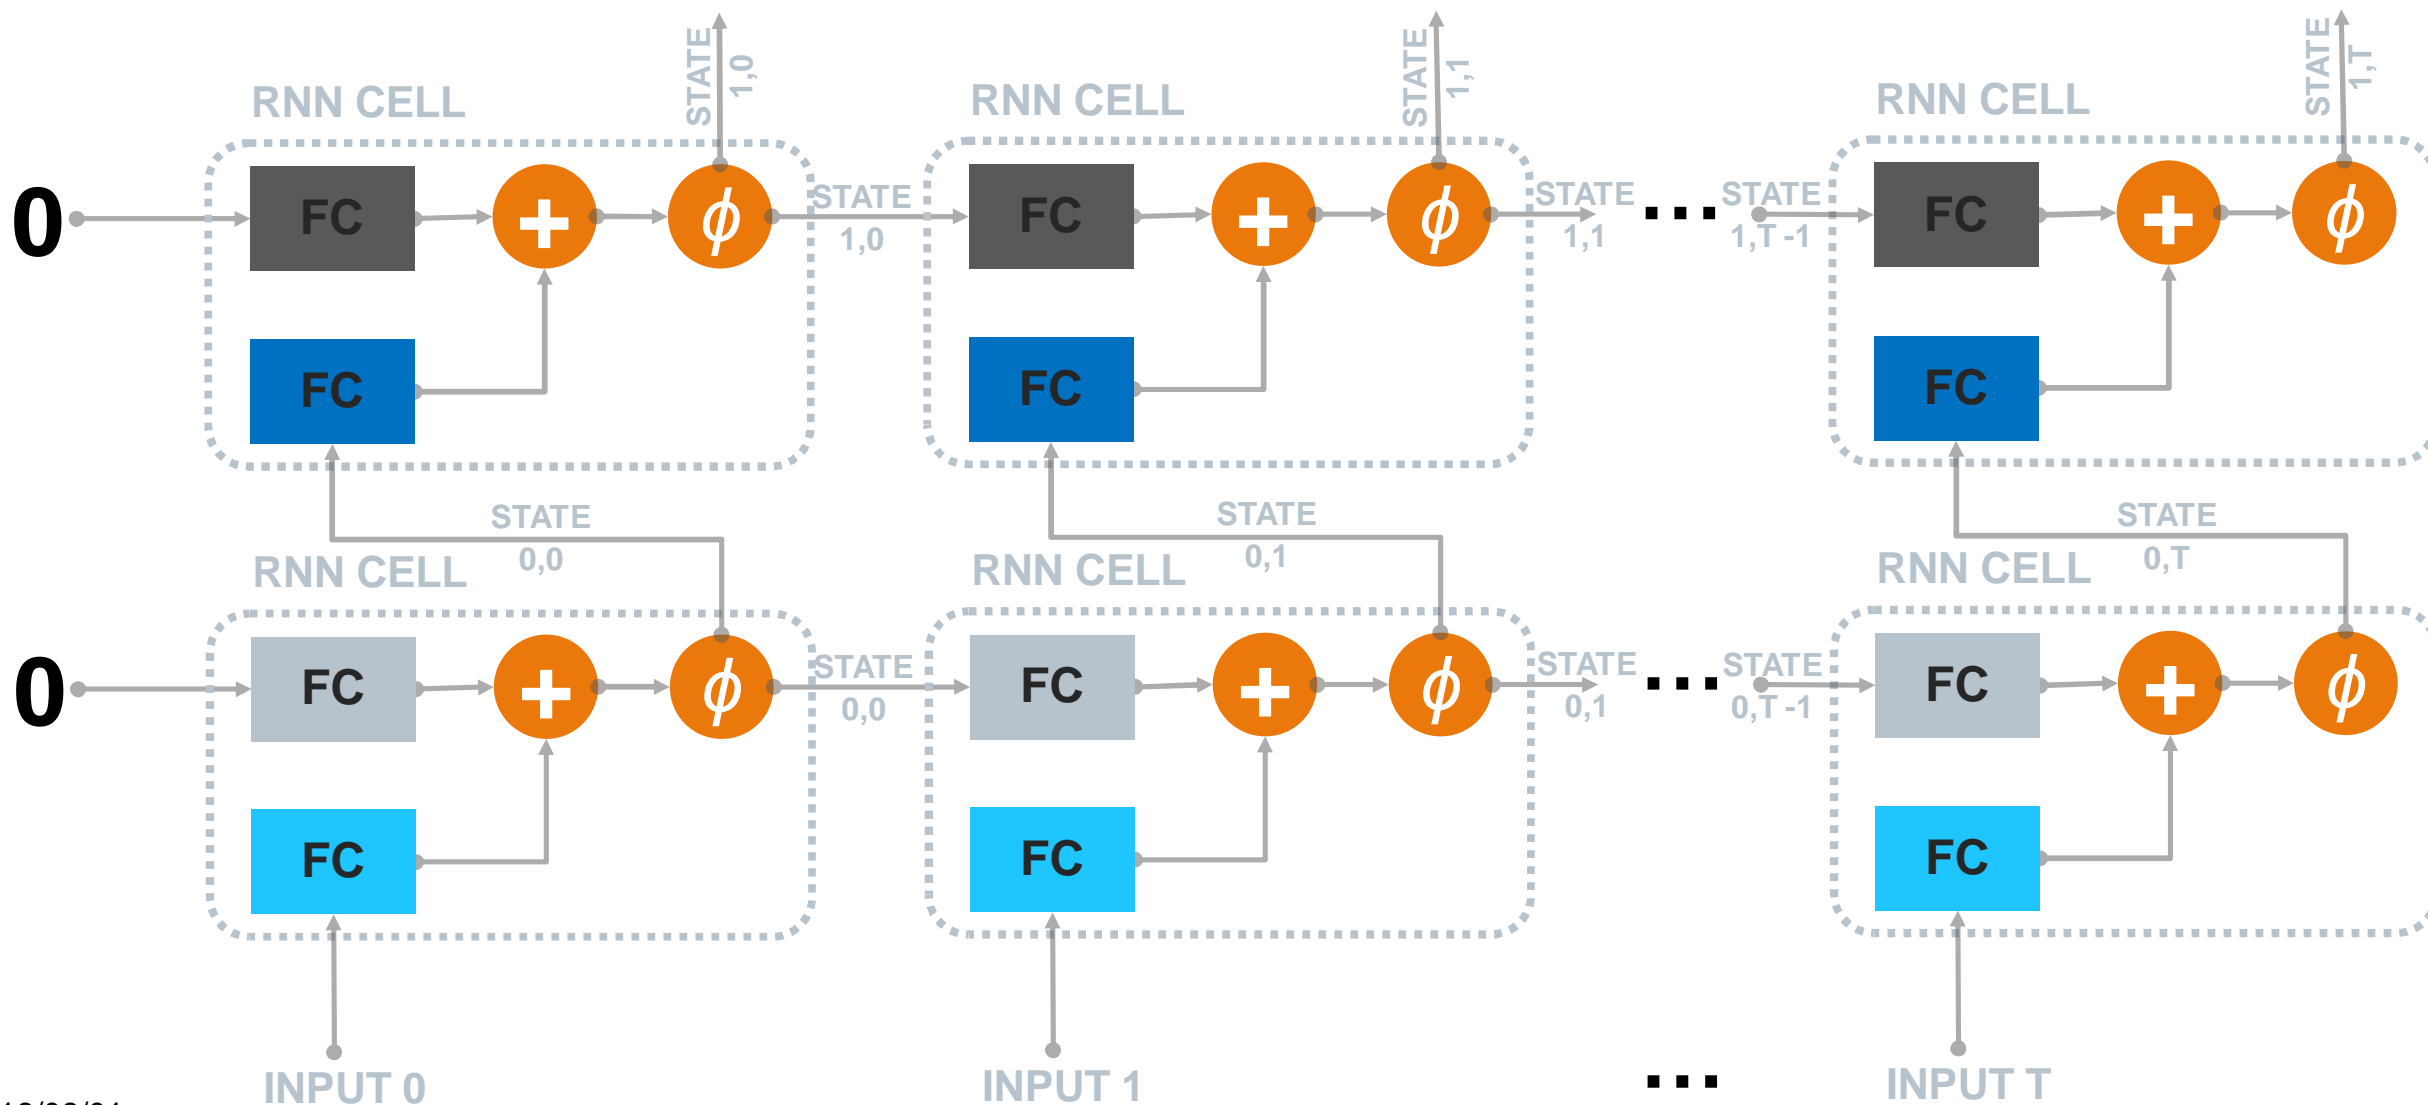 STATE 1,0
STATE 1,1
STATE 1,T
RNN CELL
RNN CELL
RNN CELL
0
FC
+
ϕ
STATE
1,0
FC
+
ϕ
STATE
1,1
...
STATE
1,T -1
FC
+
ϕ
FC
FC
FC
STATE
0,0
STATE
0,1
STATE
0,T
RNN CELL
RNN CELL
RNN CELL
0
FC
+
ϕ
STATE
0,0
FC
+
ϕ
STATE
0,1
...
STATE
0,T -1
FC
+
ϕ
FC
FC
FC
INPUT 0
INPUT 1
...
INPUT T